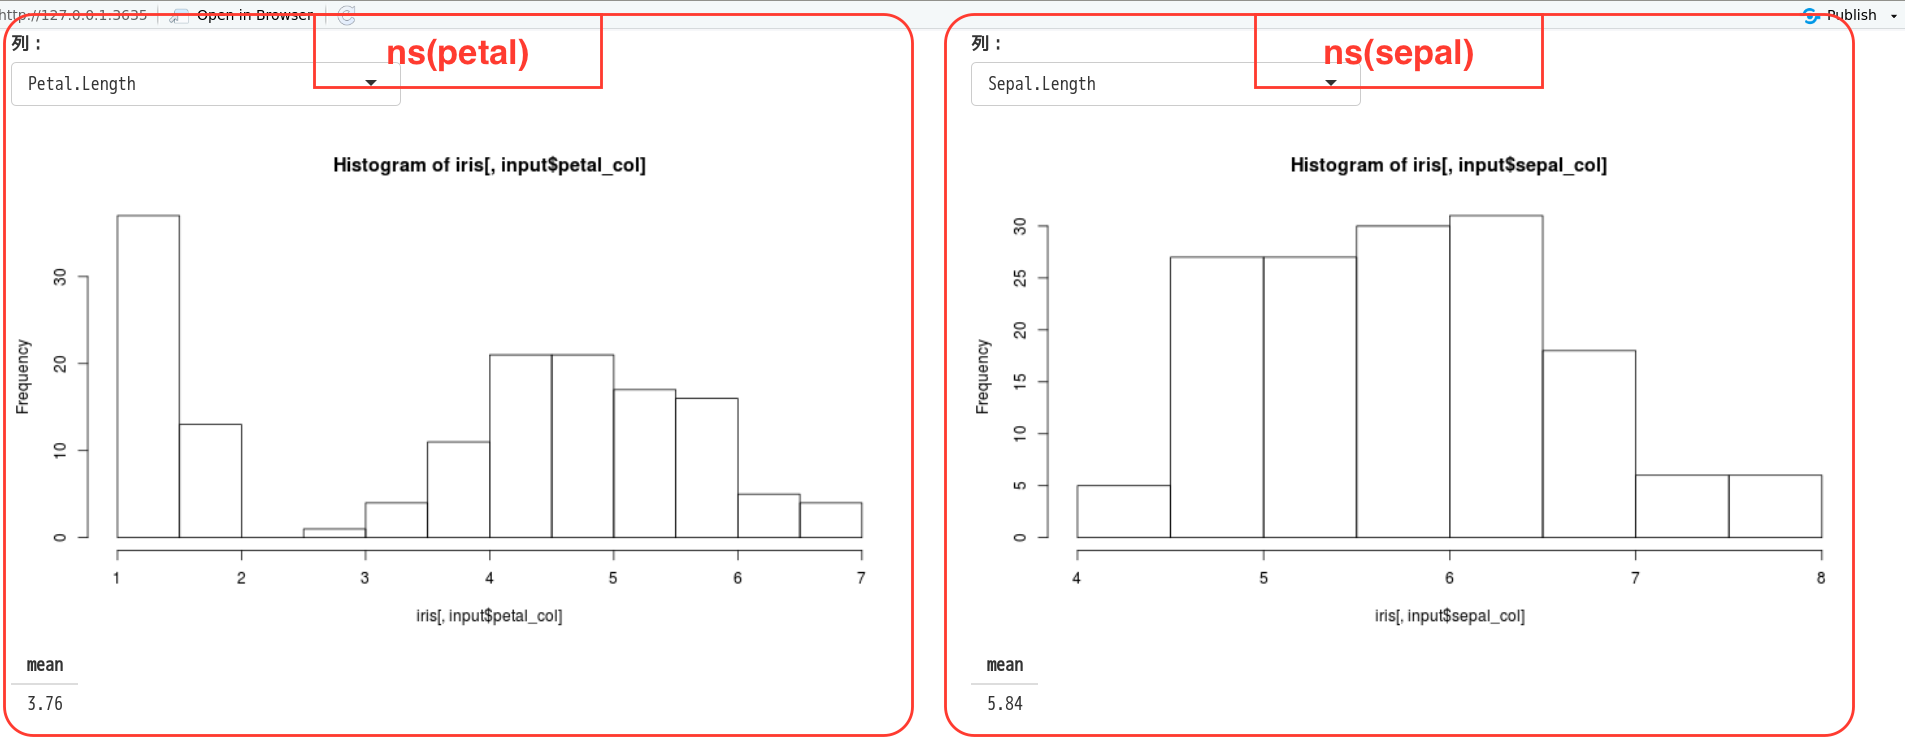 http://127.0.0.1:3635 Open in Browser Publish
ns(petal)
列：
Petal.Length
Histogram of iris[, input$petal_col]
Frequency
30
20
10
0
1 2 3 4 5 6 7
iris[, input$petal_col]
mean
3.76
ns(sepal)
列：
Sepal.Length
Histogram of iris[, input$sepal_col]
Frequency
30
25
20
15
10
5
0
4 5 6 7 8
iris[, input$sepal_col]
mean
5.84